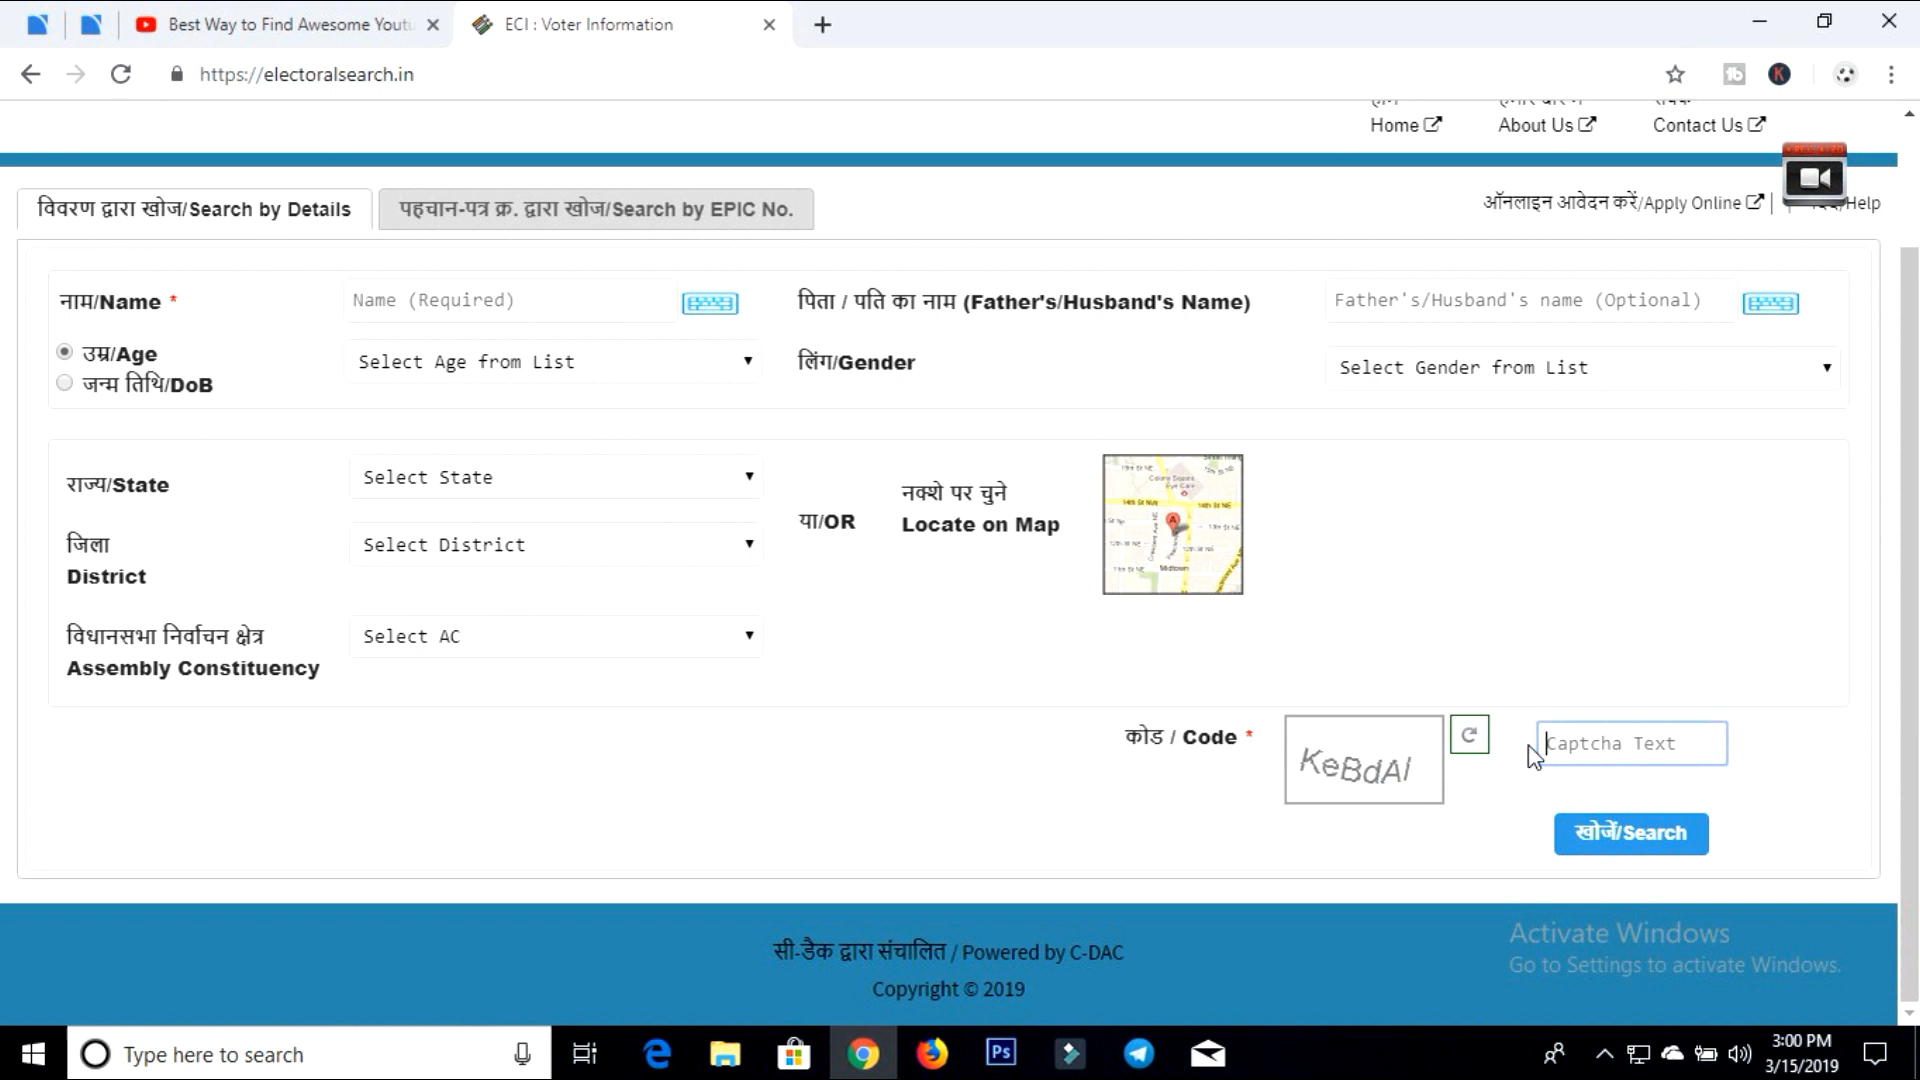 Best Way to Find Awesome Youtu
ECI : Voter Information
https://electoralsearch.in
Home
About Us
Contact Us
विवरण द्वारा खोज/Search by Details
पहचान-पत्र क्र. द्वारा खोज/Search by EPIC No.
ऑनलाइन आवेदन करें/Apply Online
/Help
नाम/Name *
Name (Required)
पिता / पति का नाम (Father's/Husband's Name)
Father's/Husband's name (Optional)
उम्र/Age
जन्म तिथि/DoB
Select Age from List
लिंग/Gender
Select Gender from List
राज्य/State
Select State
या/OR
नक्शे पर चुने
Locate on Map
जिला
District
Select District
विधानसभा निर्वाचन क्षेत्र
Assembly Constituency
Select AC
कोड / Code *
KeBdAl
Captcha Text
खोजें/Search
सी-डैक द्वारा संचालित / Powered by C-DAC
Copyright © 2019
Activate Windows
Go to Settings to activate Windows.
Type here to search
Ps
3:00 PM
3/15/2019